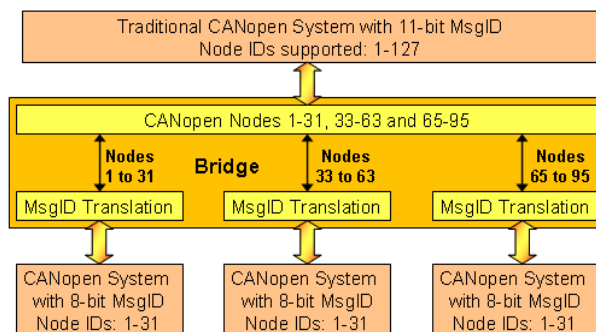 Traditional CANopen System with 11-bit MsgID
Node IDs supported: 1-127
CANopen Nodes 1-31, 33-63 and 65-95
Nodes
1 to 31
Bridge
Nodes
33 to 63
Nodes
65 to 95
MsgID Translation
MsgID Translation
MsgID Translation
CANopen System
with 8-bit MsgID
Node IDs: 1-31
CANopen System
with 8-bit MsgID
Node IDs: 1-31
CANopen System
with 8-bit MsgID
Node IDs: 1-31